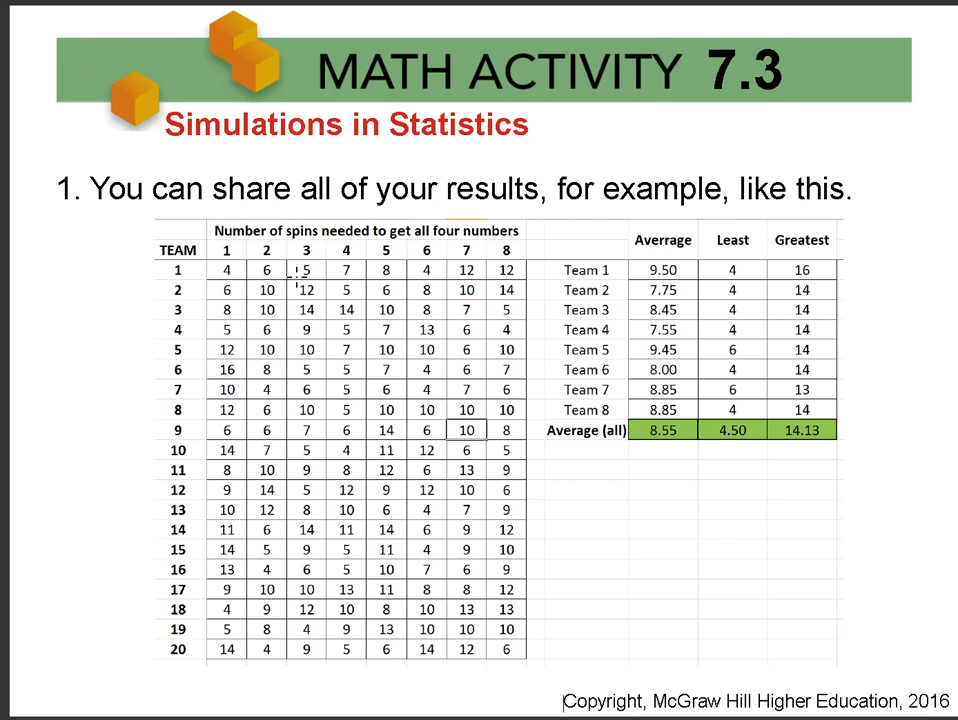 MATH ACTIVITY 7.3
Simulations in Statistics
1. You can share all of your results, for example, like this.
Number of spins needed to get all four numbers
TEAM 1 2 3 4 5 6 7 8
1 4 6 5 7 8 4 12 12
2 6 10 12 5 6 8 10 14
3 8 10 14 14 10 8 7 5
4 5 6 9 5 7 13 6 4
5 12 10 10 7 10 10 6 10
6 16 8 5 5 7 4 6 7
7 10 4 6 5 6 4 7 6
8 12 6 10 5 10 10 10 10
9 6 6 7 6 14 6 10 8
10 14 7 5 4 11 12 6 5
11 8 10 9 8 12 6 13 9
12 9 14 5 12 9 12 10 6
13 10 12 8 10 6 4 7 9
14 11 6 14 11 14 6 9 12
15 14 5 9 5 11 4 9 10
16 13 4 6 5 10 7 6 9
17 9 10 10 13 11 8 8 12
18 4 9 12 10 8 10 13 13
19 5 8 4 9 13 10 10 10
20 14 4 9 5 6 14 12 6
Averrage Least Greatest
Team 1 9.50 4 16
Team 2 7.75 4 14
Team 3 8.45 4 14
Team 4 7.55 4 14
Team 5 9.45 6 14
Team 6 8.00 4 14
Team 7 8.85 6 13
Team 8 8.85 4 14
Average (all) 8.55 4.50 14.13
Copyright, McGraw Hill Higher Education, 2016